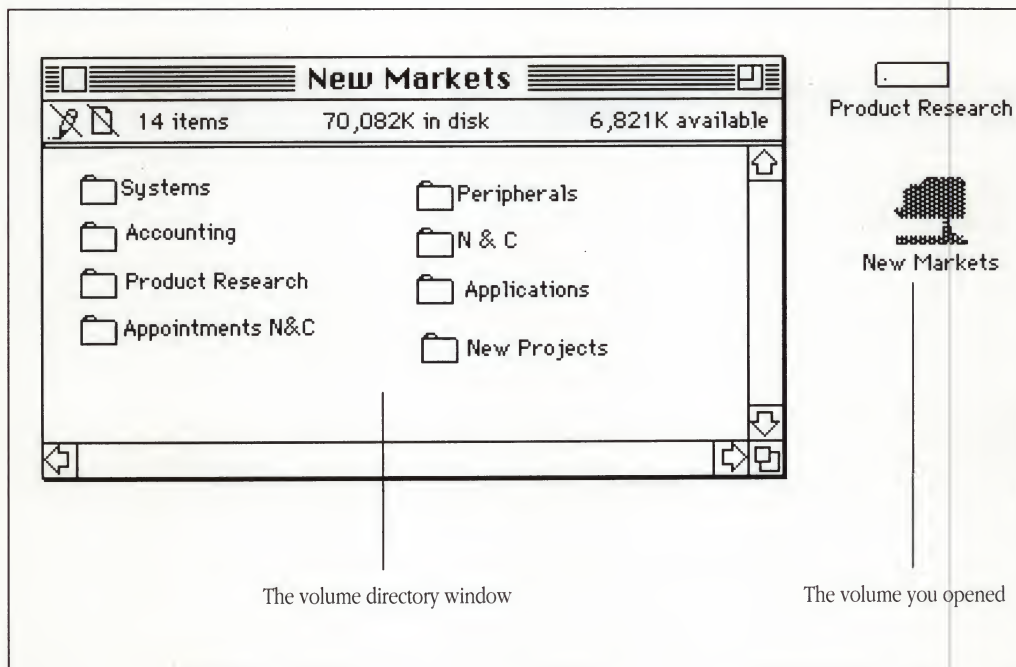 New Markets
14 items 70,082K in disk 6,821K available
Systems
Accounting
Product Research
Appointments N&C
Peripherals
N & C
Applications
New Projects
Product Research
New Markets
The volume directory window
The volume you opened